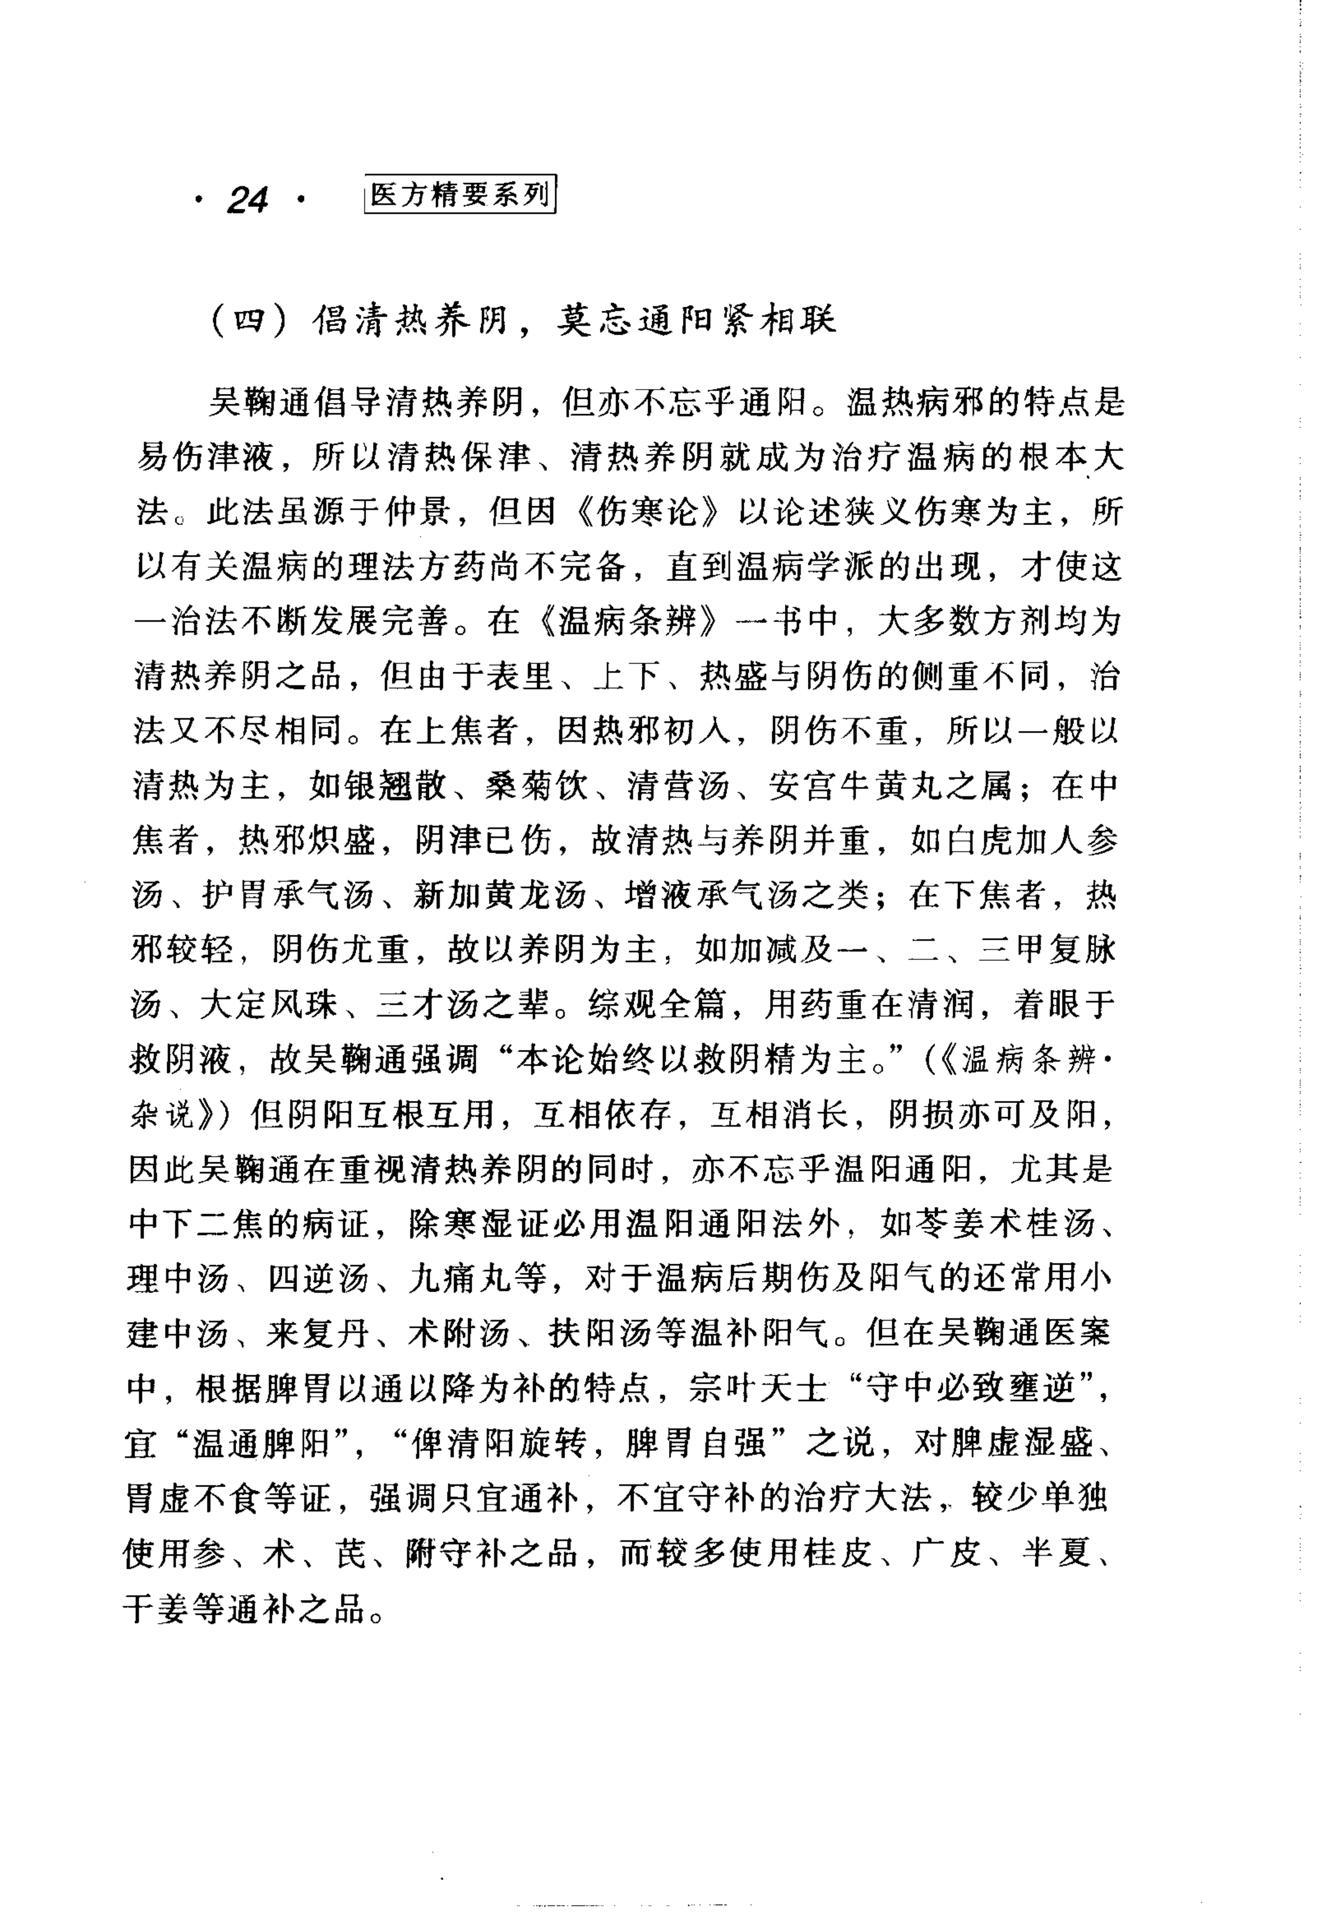 · 24 · 医方精要系列
（四）倡清热养阴，莫忘通阳紧相联
吴鞠通倡导清热养阴，但亦不忘乎通阳。温热病邪的特点是
易伤津液，所以清热保津、清热养阴就成为治疗温病的根本大
法。此法虽源于仲景，但因《伤寒论》以论述狭义伤寒为主，所
以有关温病的理法方药尚不完备，直到温病学派的出现，才使这
一治法不断发展完善。在《温病条辨》一书中，大多数方剂均为
清热养阴之品，但由于表里、上下、热盛与阴伤的侧重不同，治
法又不尽相同。在上焦者，因热邪初入，阴伤不重，所以一般以
清热为主，如银翘散、桑菊饮、清营汤、安宫牛黄丸之属；在中
焦者，热邪炽盛，阴津已伤，故清热与养阴并重，如白虎加人参
汤、护胃承气汤、新加黄龙汤、增液承气汤之类；在下焦者，热
邪较轻，阴伤尤重，故以养阴为主，如加减及一、二、三甲复脉
汤、大定风珠、三才汤之辈。综观全篇，用药重在清润，着眼于
救阴液，故吴鞠通强调“本论始终以救阴精为主。”（《温病条辨·
杂说》）但阴阳互根互用，互相依存，互相消长，阴损亦可及阳，
因此吴鞠通在重视清热养阴的同时，亦不忘乎温阳通阳，尤其是
中下二焦的病证，除寒湿证必用温阳通阳法外，如苓姜术桂汤、
理中汤、四逆汤、九痛丸等，对于温病后期伤及阳气的还常用小
建中汤、来复丹、术附汤、扶阳汤等温补阳气。但在吴鞠通医案
中，根据脾胃以通以降为补的特点，宗叶天士“守中必致壅逆”，
宜“温通脾阳”，“俾清阳旋转，脾胃自强”之说，对脾虚湿盛、
胃虚不食等证，强调只宜通补，不宜守补的治疗大法，较少单独
使用参、术、芪、附守补之品，而较多使用桂皮、广皮、半夏、
干姜等通补之品。